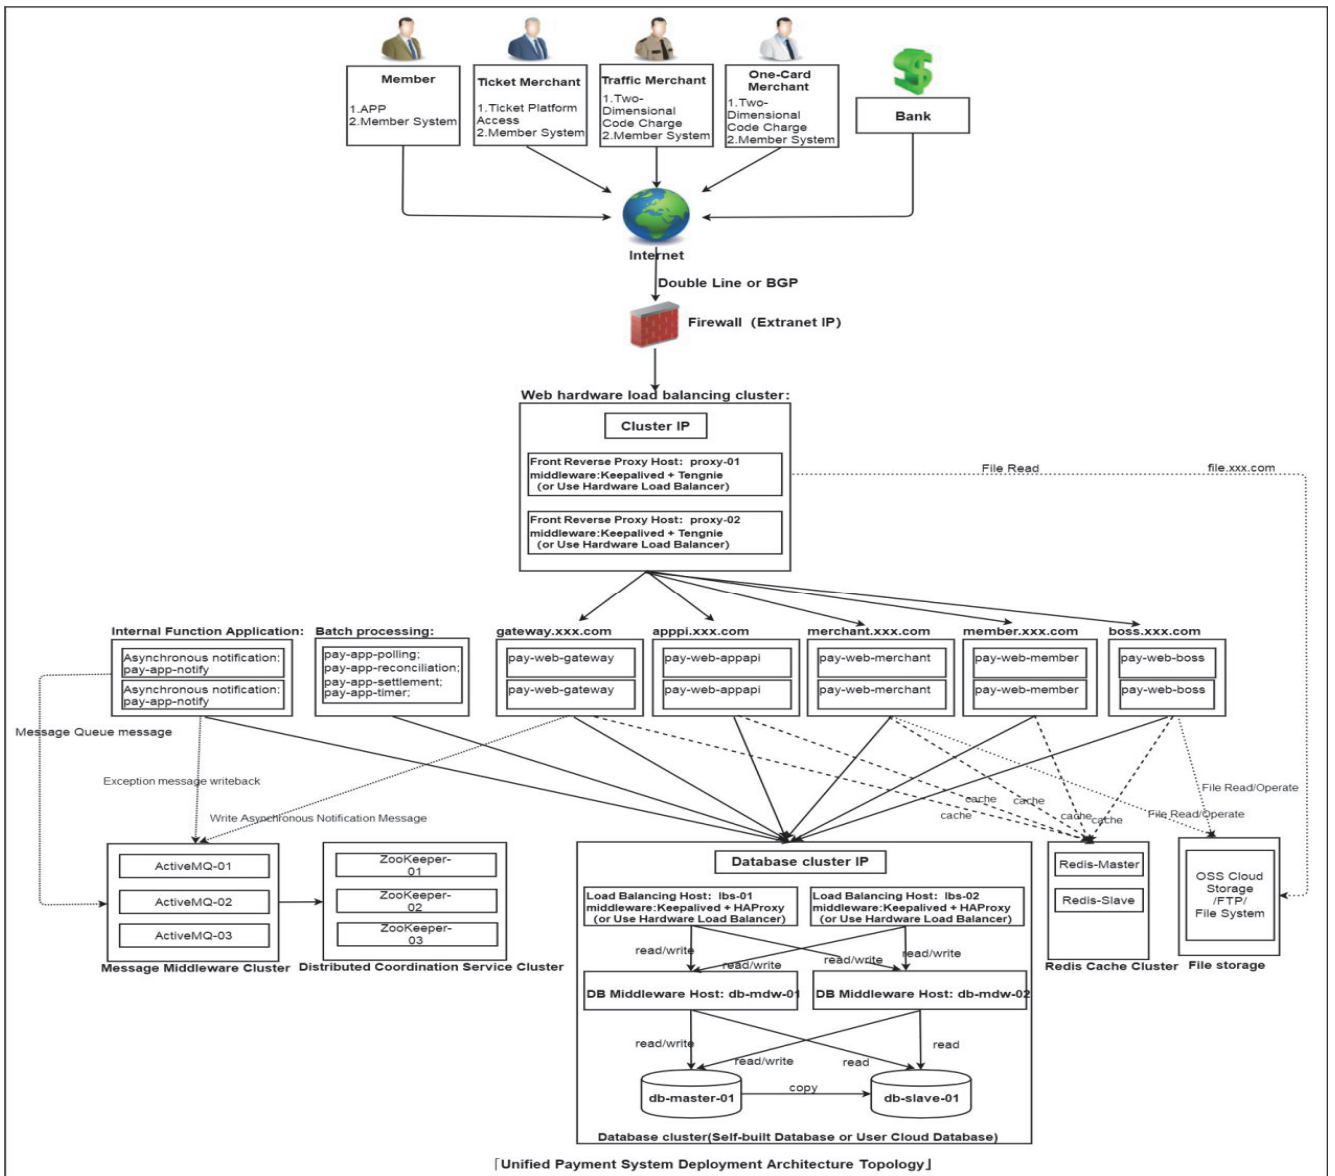 Member
1.APP
2.Member System
Ticket Merchant
1.Ticket Platform
Access
2.Member System
Traffic Merchant
1.Two-
Dimensional
Code Charge
2.Member System
One-Card
Merchant
1.Two-
Dimensional
Code Charge
2.Member System
Bank
Internet
Double Line or BGP
Firewall (Extranet IP)
Web hardware load balancing cluster:
Cluster IP
Front Reverse Proxy Host: proxy-01
middleware:Keepalived + Tengnie
(or Use Hardware Load Balancer)
Front Reverse Proxy Host: proxy-02
middleware:Keepalived + Tengnie
(or Use Hardware Load Balancer)
File Read
file.xxx.com
Internal Function Application:
Asynchronous notification:
pay-app-notify
Asynchronous notification:
pay-app-notify
Batch processing:
pay-app-polling;
pay-app-reconciliation;
pay-app-settlement;
pay-app-timer;
gateway.xxx.com
pay-web-gateway
pay-web-gateway
apppi.xxx.com
pay-web-appapi
pay-web-appapi
merchant.xxx.com
pay-web-merchant
pay-web-merchant
member.xxx.com
pay-web-member
pay-web-member
boss.xxx.com
pay-web-boss
pay-web-boss
Message Queue message
Exception message writeback
Write Asynchronous Notification Message
cache
cache
cache
cache
File Read/Operate
File Read/Operate
ActiveMQ-01
ActiveMQ-02
ActiveMQ-03
Message Middleware Cluster
ZooKeeper-
01
ZooKeeper-
02
ZooKeeper-
03
Distributed Coordination Service Cluster
Database cluster IP
Load Balancing Host: lbs-01
middleware:Keepalived + HAProxy
(or Use Hardware Load Balancer)
Load Balancing Host: lbs-02
middleware:Keepalived + HAProxy
(or Use Hardware Load Balancer)
read/write
read/write
read/write
read/write
DB Middleware Host: db-mdw-01
DB Middleware Host: db-mdw-02
read/write
read/write
read
read
db-master-01
copy
db-slave-01
Database cluster(Self-built Database or User Cloud Database)
Redis-Master
Redis-Slave
Redis Cache Cluster
OSS Cloud
Storage
/FTP/
File System
File storage
「Unified Payment System Deployment Architecture Topology」